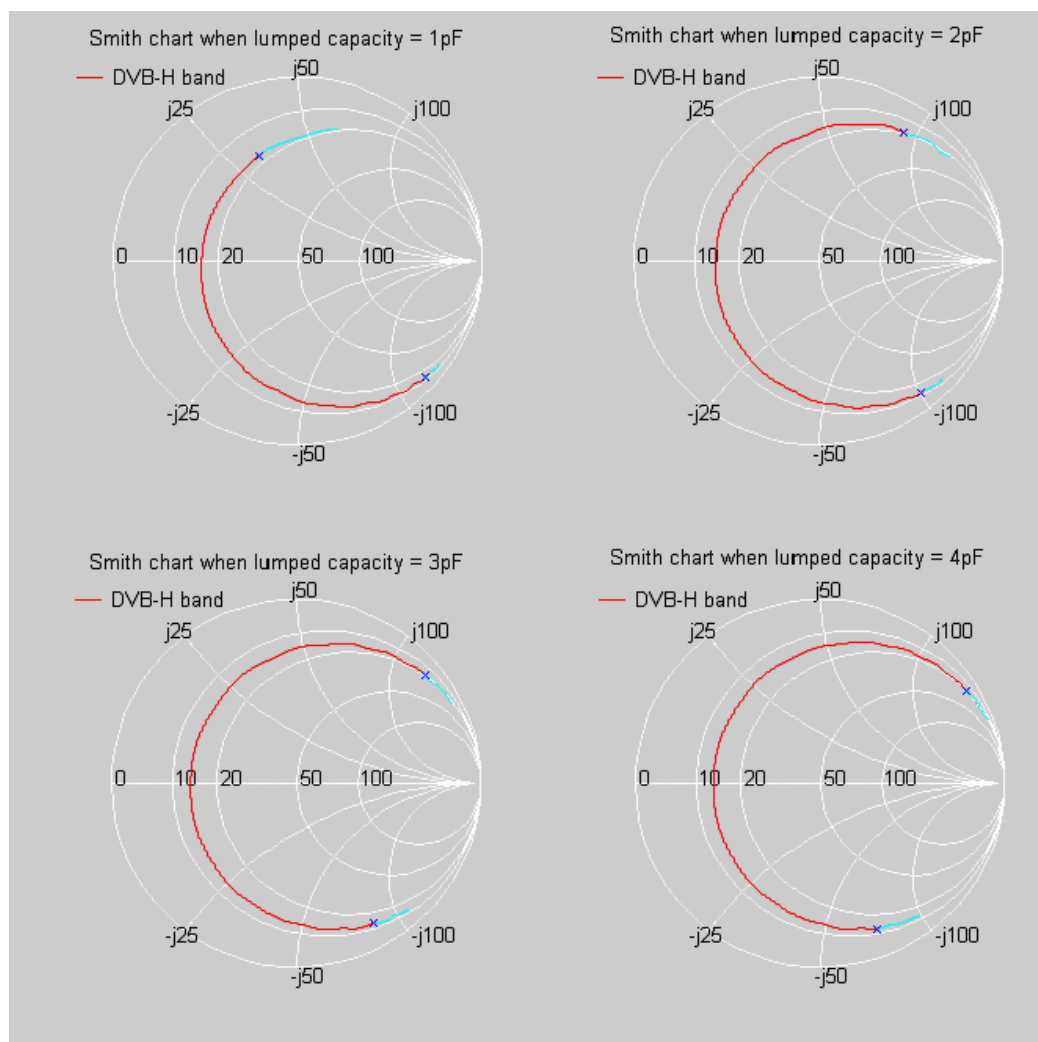 Smith chart when lumped capacity = 1pF
DVB-H band
j50
j25
j100
0
10
20
50
100
-j25
-j100
-j50
Smith chart when lumped capacity = 2pF
DVB-H band
j50
j25
j100
0
10
20
50
100
-j25
-j100
-j50
Smith chart when lumped capacity = 3pF
DVB-H band
j50
j25
j100
0
10
20
50
100
-j25
-j100
-j50
Smith chart when lumped capacity = 4pF
DVB-H band
j50
j25
j100
0
10
20
50
100
-j25
-j100
-j50